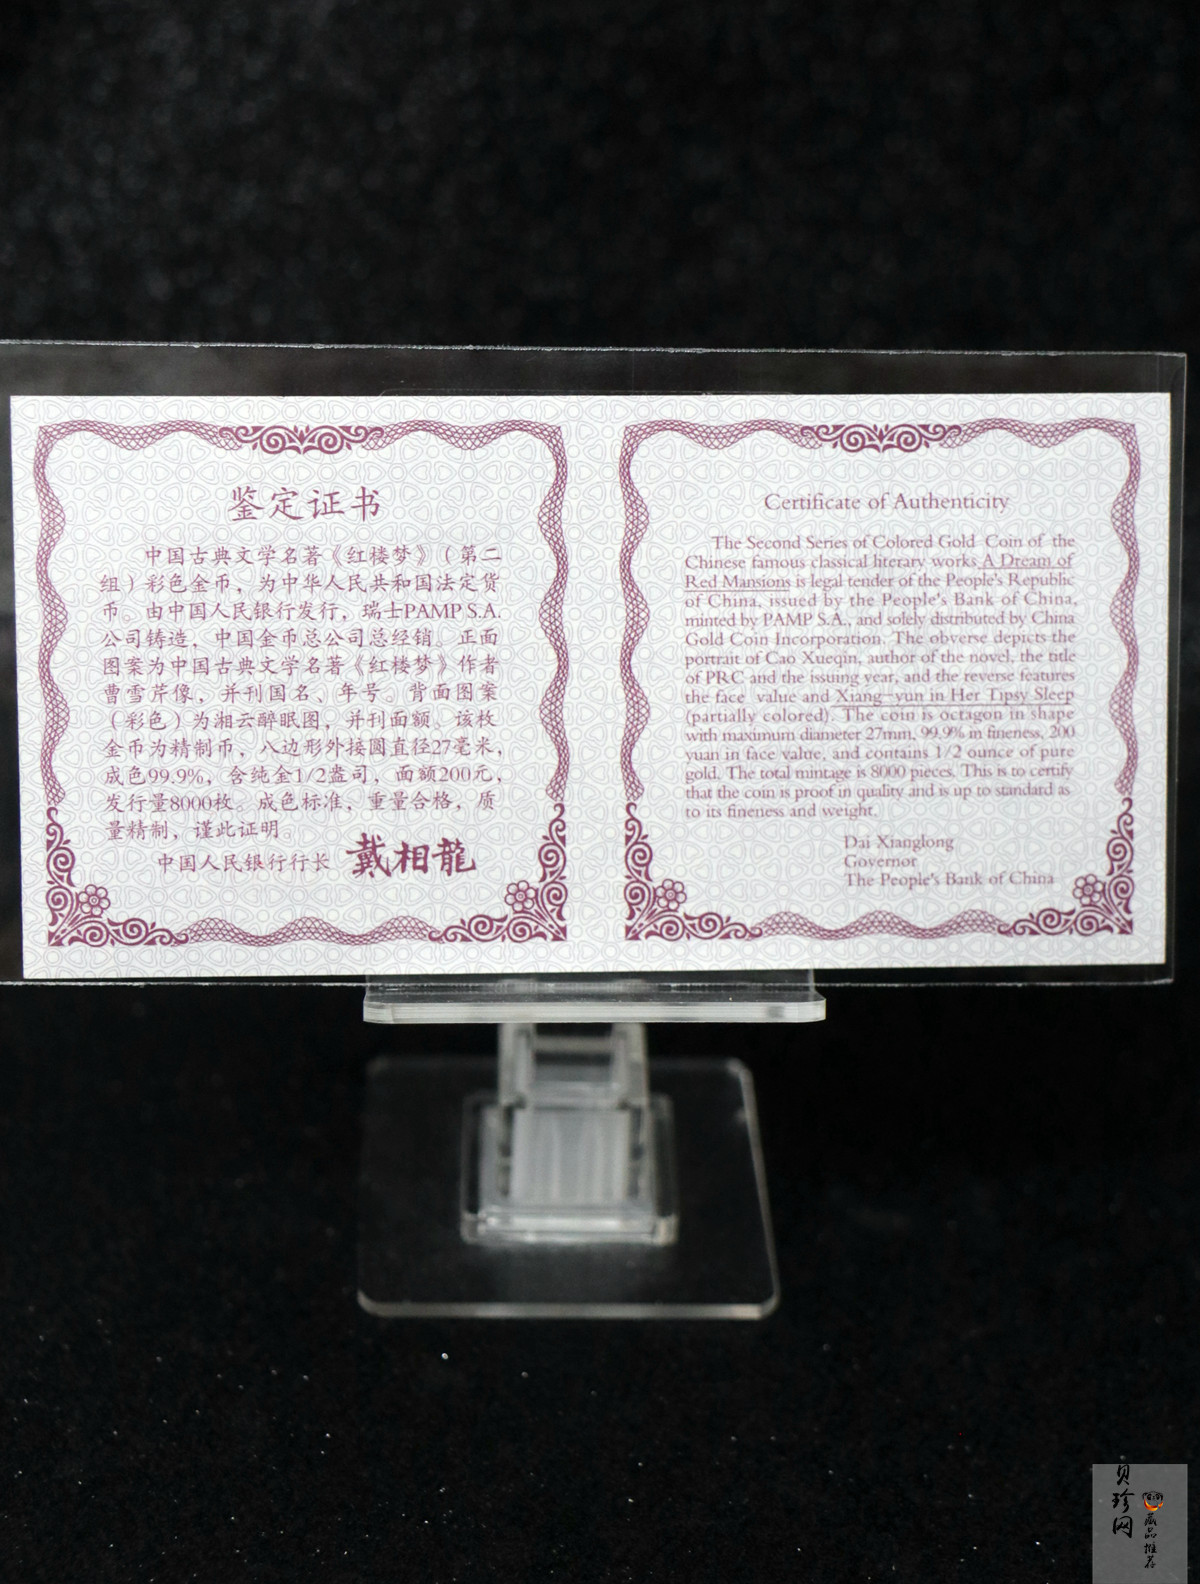 鉴定证书
中国古典文学名著《红楼梦》（第二
组）彩色金币，为中华人民共和国法定货
币。由中国人民银行发行，瑞士PAMP S.A.
公司铸造，中国金币总公司总经销。正面
图案为中国古典文学名著《红楼梦》作者
曹雪芹像，并刊国名、年号。背面图案
（彩色）为湘云醉眠图，并刊面额。该枚
金币为精制币，八边形外接圆直径27毫米，
成色99.9%，含纯金1/2盎司，面额200元，
发行量8000枚。成色标准，重量合格，质
量精制，谨此证明。
中国人民银行行长 戴相龍
Certificate of Authenticity
The Second Series of Colored Gold Coin of the
Chinese famous classical literary works A Dream of
Red Mansions is legal tender of the People's Republic
of China, issued by the People's Bank of China,
minted by PAMP S.A., and solely distributed by China
Gold Coin Incorporation. The obverse depicts the
portrait of Cao Xueqin, author of the novel, the title
of PRC and the issuing year, and the reverse features
the face value and Xiang-yun in Her Tipsy Sleep
(partially colored). The coin is octagon in shape
with maximum diameter 27mm, 99.9% in fineness, 200
yuan in face value, and contains 1/2 ounce of pure
gold. The total mintage is 8000 pieces. This is to certify
that the coin is proof in quality and is up to standard as
to its fineness and weight.
Dai Xianglong
Governor
The People's Bank of China
贝珍网
藏品推荐